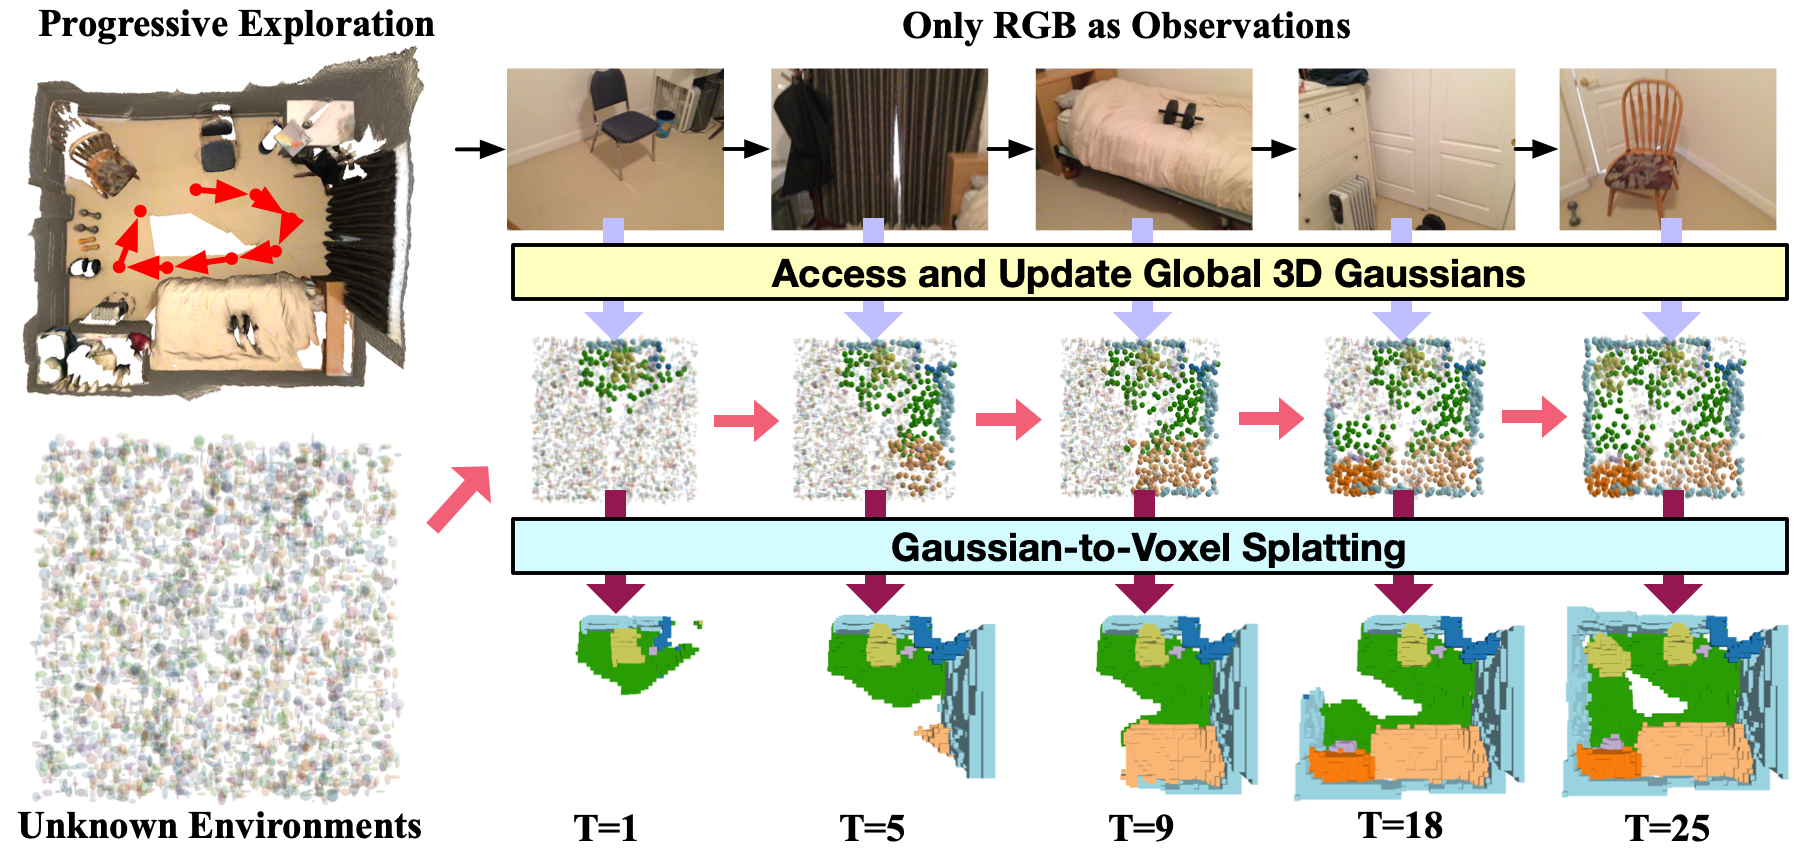 Progressive Exploration
Only RGB as Observations
Access and Update Global 3D Gaussians
Gaussian-to-Voxel Splatting
Unknown Environments
T=1
T=5
T=9
T=18
T=25